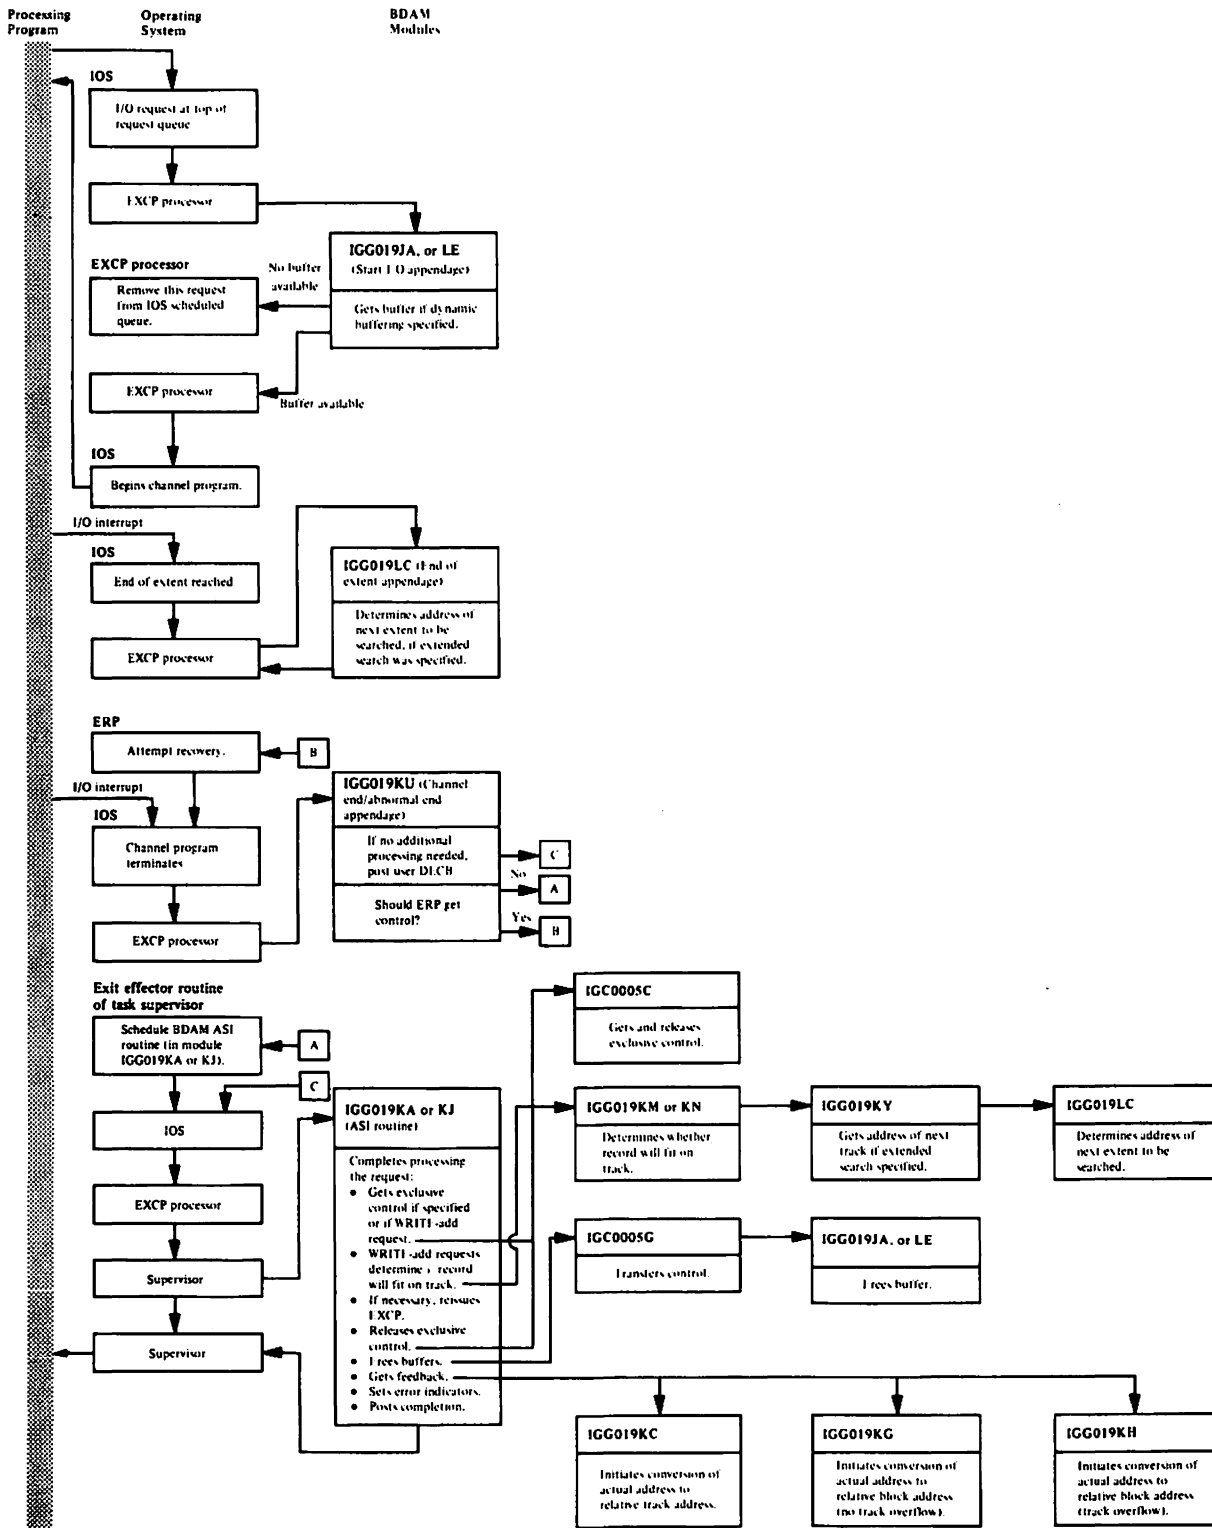 Processing
Program
Operating
System
BDAM
Modules
IOS
I/O request at top of
request queue
EXCP processor
IGG019JA, or LE
(Start I/O appendage)
Gets buffer if dynamic
buffering specified.
No buffer
available
EXCP processor
Remove this request
from IOS scheduled
queue.
EXCP processor
Buffer available
IOS
Begins channel program.
I/O interrupt
IOS
End of extent reached
EXCP processor
IGG019LC (End of
extent appendage)
Determines address of
next extent to be
searched, if extended
search was specified.
ERP
Attempt recovery.
B
I/O interrupt
IOS
Channel program
terminates
EXCP processor
IGG019KU (Channel
end/abnormal end
appendage)
If no additional
processing needed,
post user DECB
C
No
A
Should ERP get
control?
Yes
B
Exit effector routine
of task supervisor
Schedule BDAM ASI
routine (in module
IGG019KA or KJ).
A
C
IOS
EXCP processor
Supervisor
Supervisor
IGG019KA or KJ
(ASI routine)
Completes processing
the request:
• Gets exclusive
control if specified
or if WRITE-add
request.
• WRITE-add requests
determine record
will fit on track.
• If necessary, reissues
EXCP.
• Releases exclusive
control.
• Frees buffers.
• Gets feedback.
• Sets error indicators.
• Posts completion.
IGC0005C
Gets and releases
exclusive control.
IGG019KM or KN
Determines whether
record will fit on
track.
IGG019KY
Gets address of next
track if extended
search specified.
IGG019LC
Determines address of
next extent to be
searched.
IGC0005G
Transfers control.
IGG019JA, or LE
Frees buffer.
IGG019KC
Initiates conversion of
actual address to
relative track address.
IGG019KG
Initiates conversion of
actual address to
relative block address
(no track overflow).
IGG019KH
Initiates conversion of
actual address to
relative block address
(track overflow).